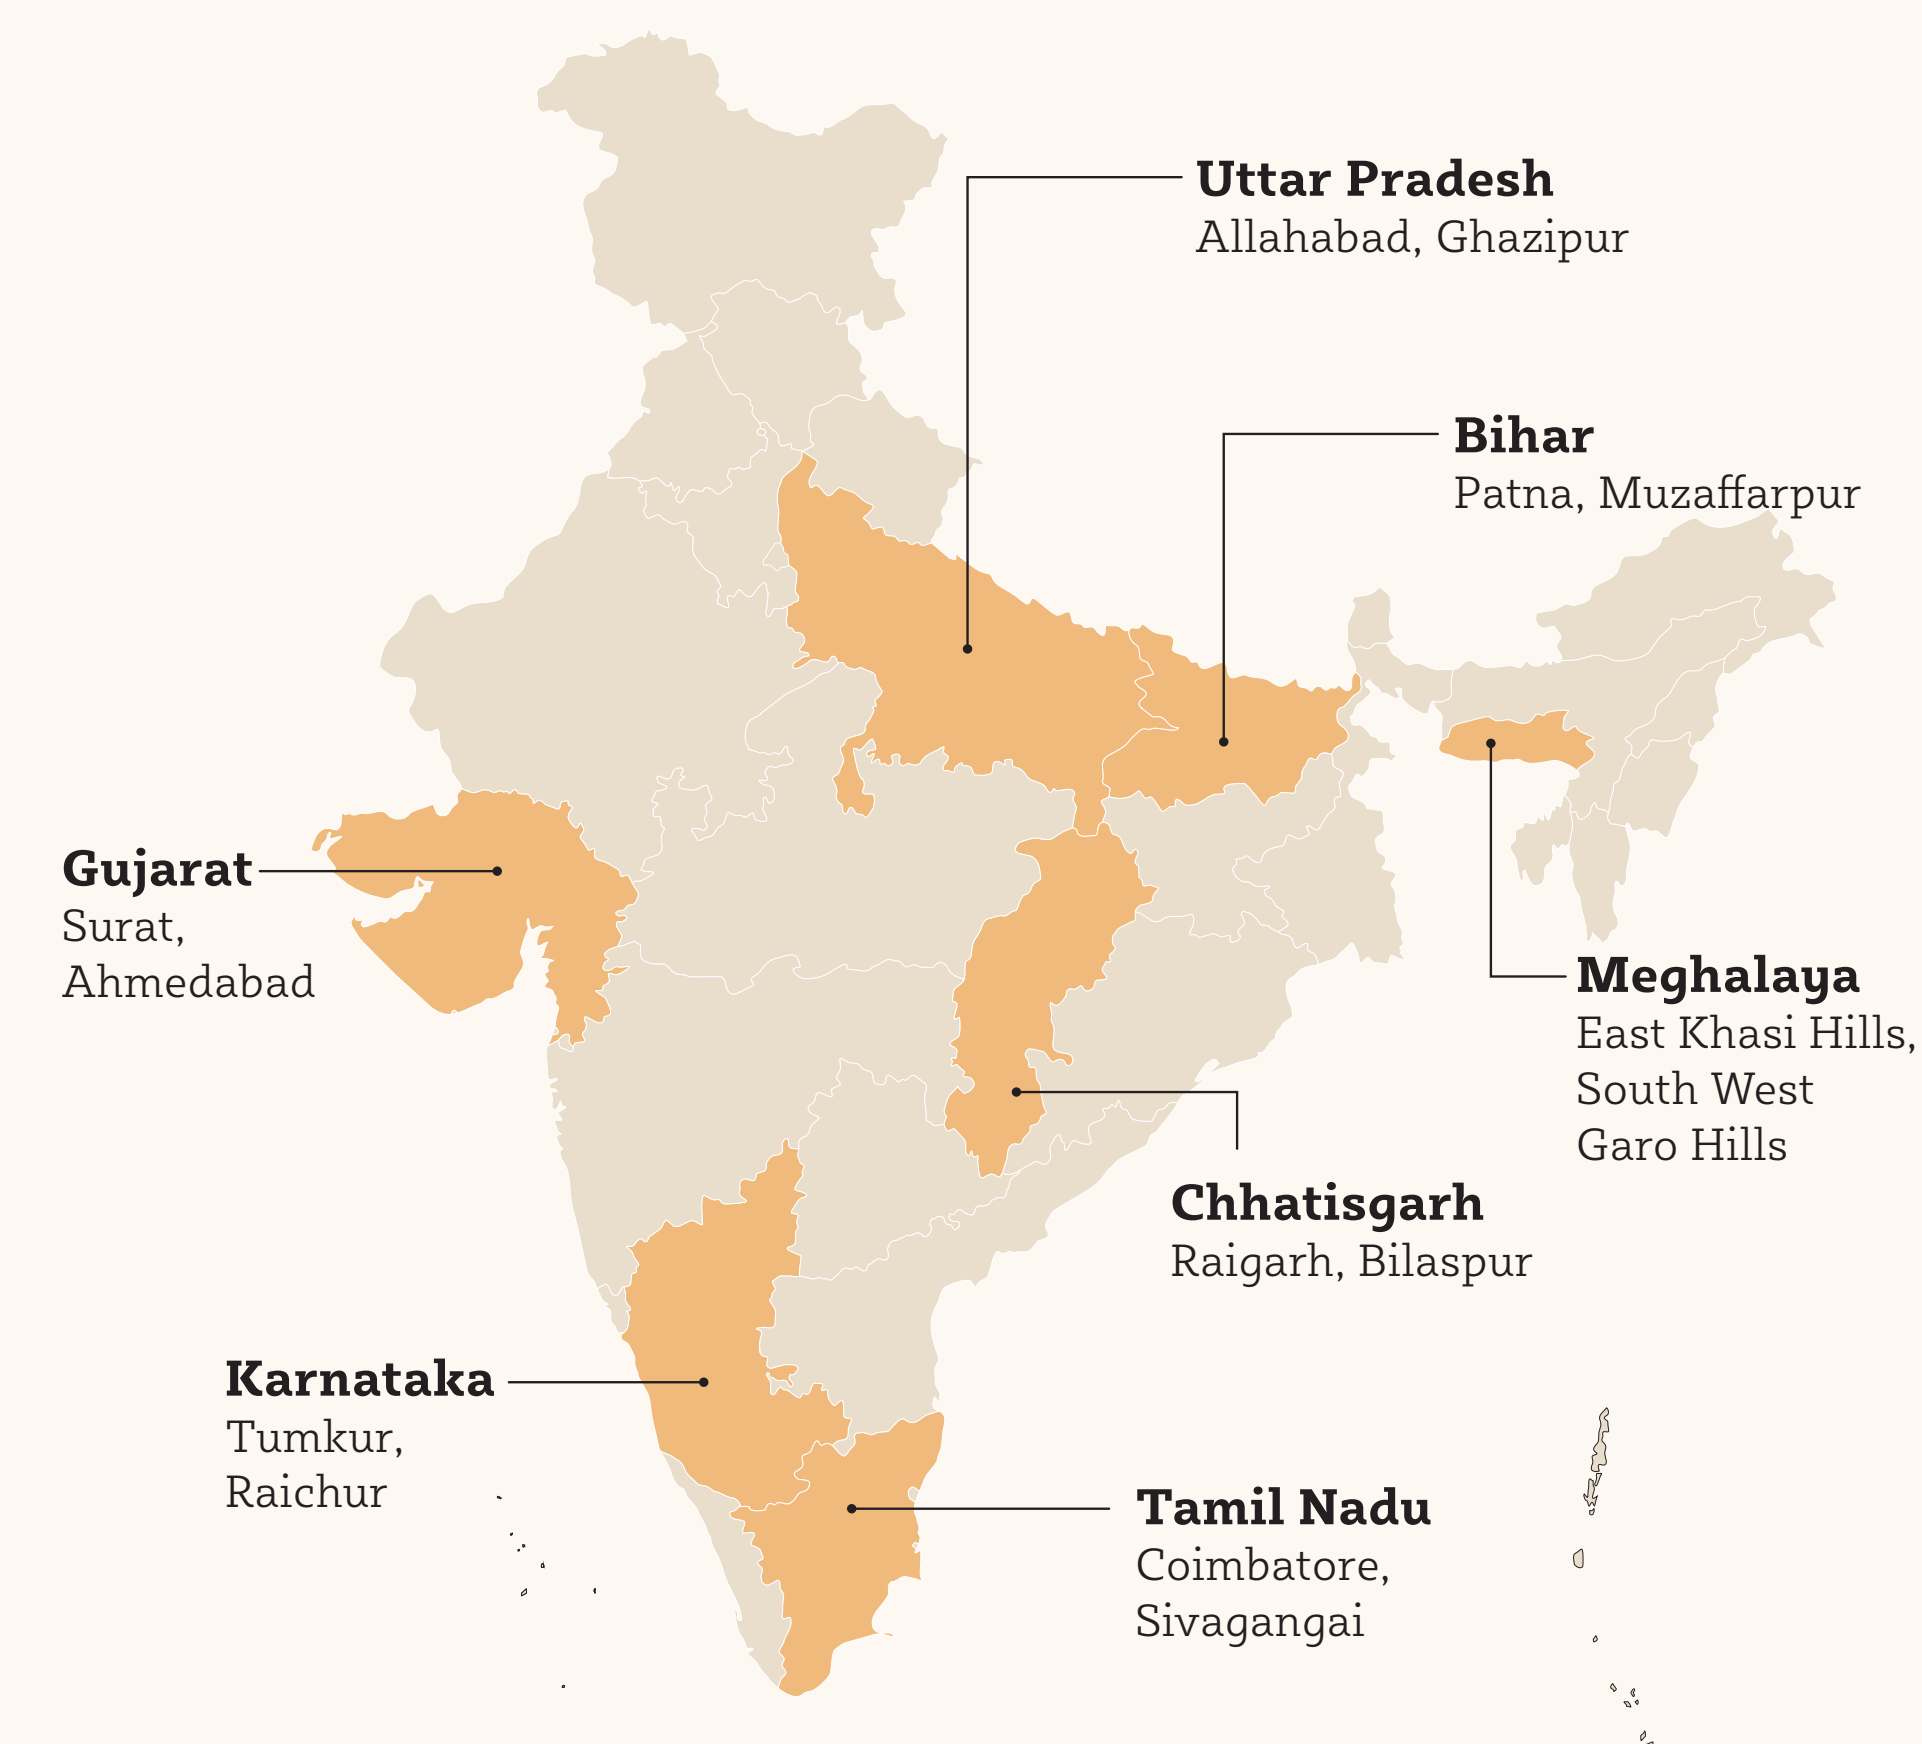 Uttar Pradesh
Allahabad, Ghazipur
Bihar
Patna, Muzaffarpur
Gujarat
Surat,
Ahmedabad
Meghalaya
East Khasi Hills,
South West
Garo Hills
Chhatisgarh
Raigarh, Bilaspur
Karnataka
Tumkur,
Raichur
Tamil Nadu
Coimbatore,
Sivagangai